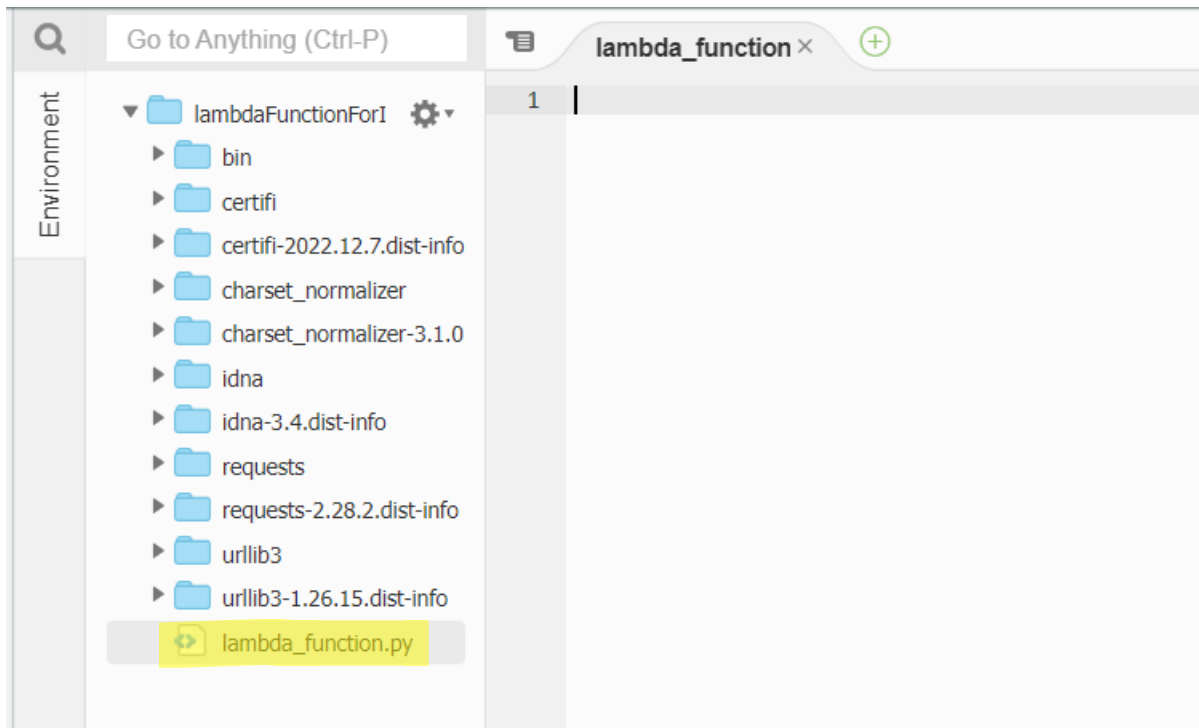 Go to Anything (Ctrl-P)
lambda_function ×
Environment
1
lambdaFunctionForI
bin
certifi
certifi-2022.12.7.dist-info
charset_normalizer
charset_normalizer-3.1.0
idna
idna-3.4.dist-info
requests
requests-2.28.2.dist-info
urllib3
urllib3-1.26.15.dist-info
lambda_function.py